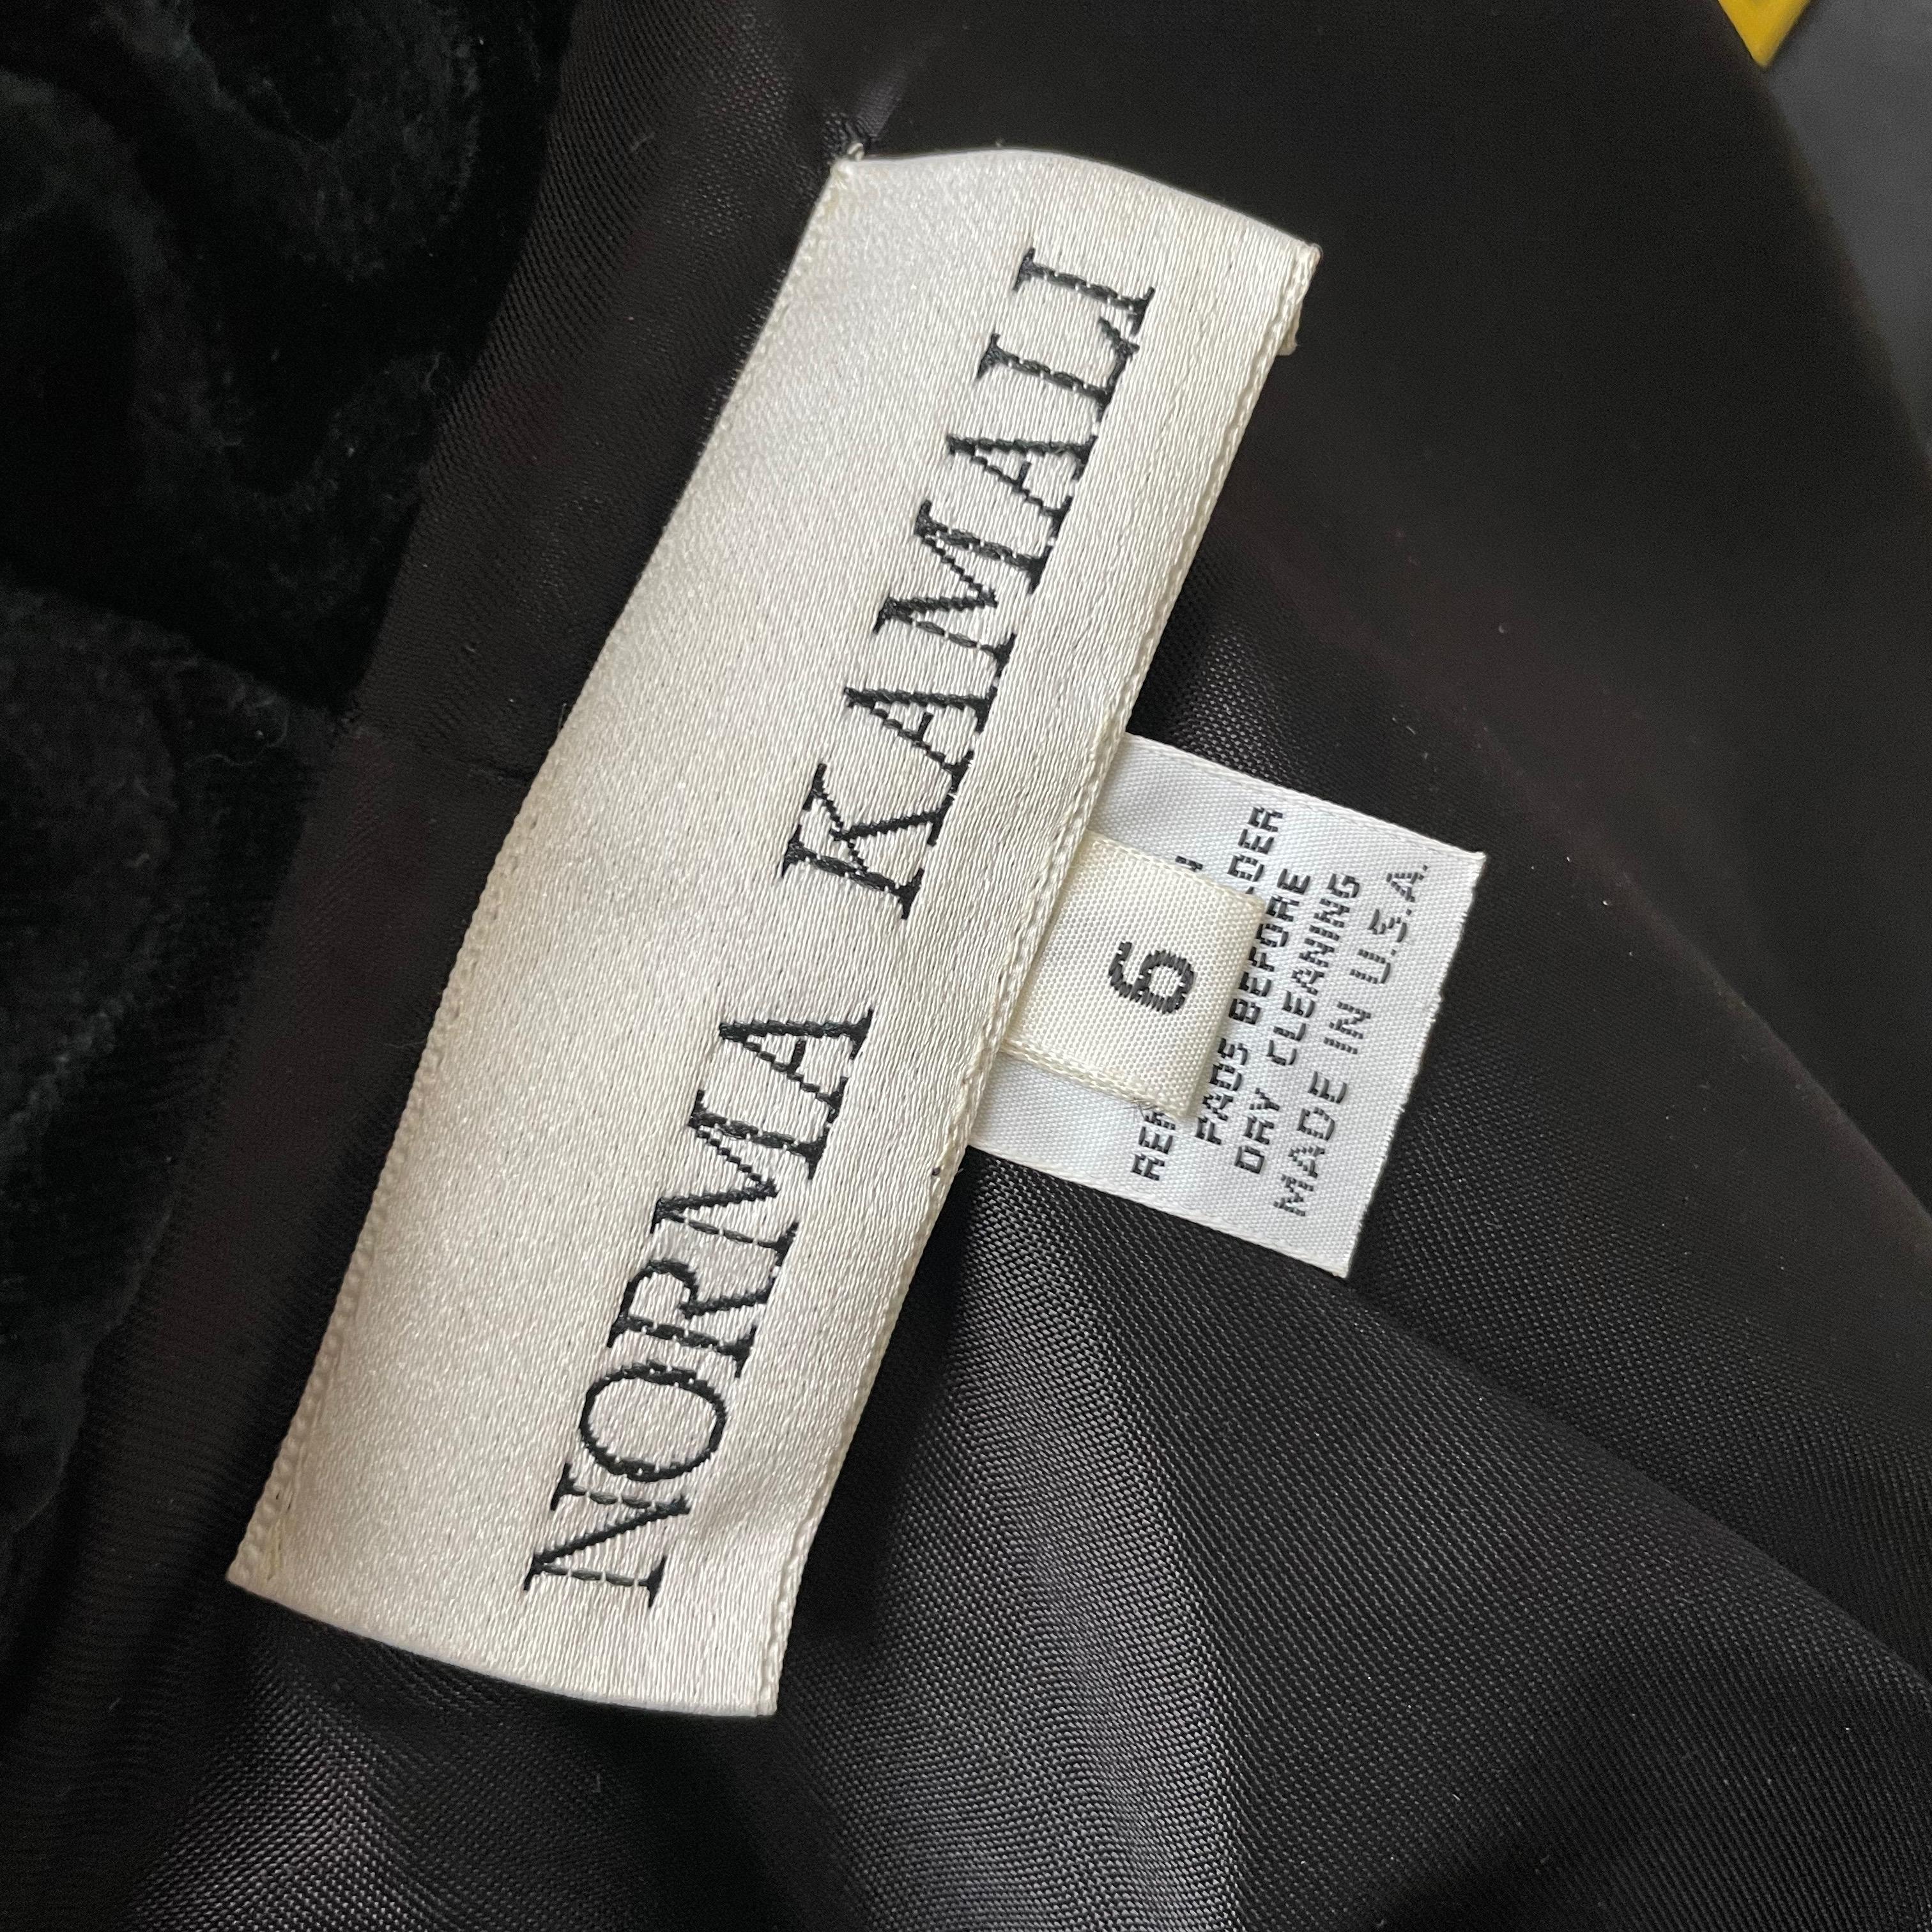 NORMA KAMALI
6
PADS BEFORE
DRY CLEANING
MADE IN U.S.A.